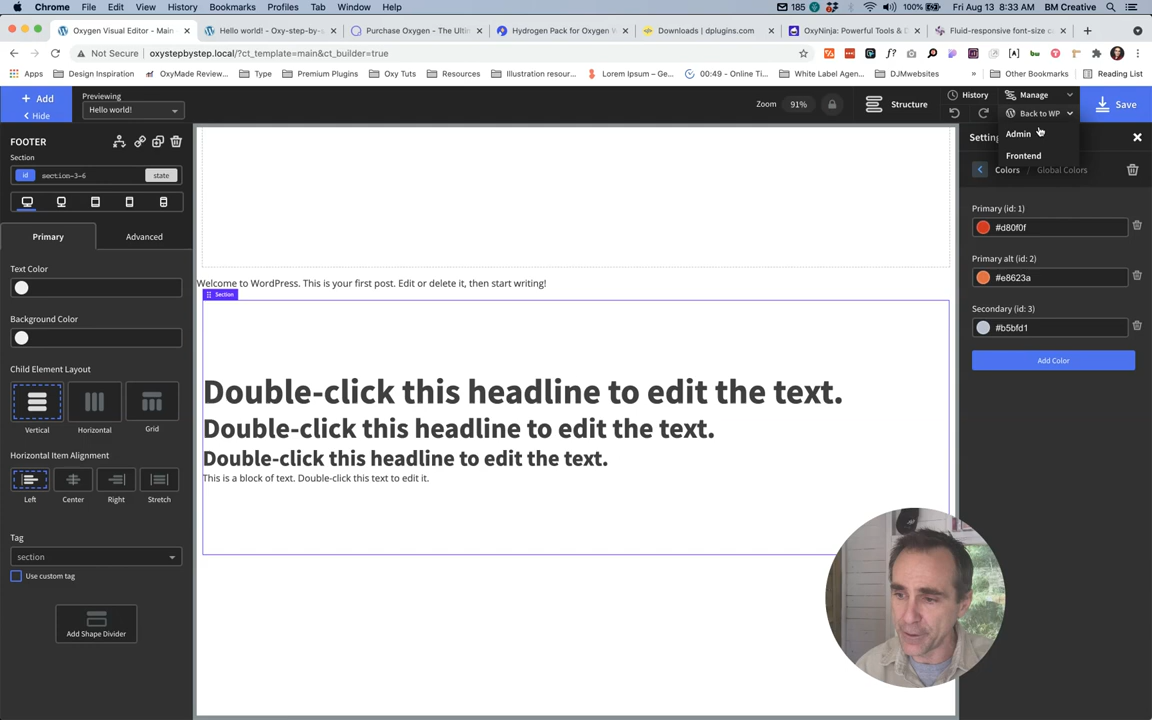 Chrome File Edit View History Bookmarks Profiles Tab Window Help 185 100% Fri Aug 13 8:33 AM BM Creative
Oxygen Visual Editor - Main
Hello world! - Oxy-step-by-s
Purchase Oxygen - The Ultim
Hydrogen Pack for Oxygen W
Downloads | dplugins.com
OxyNinja: Powerful Tools & D
Fluid-responsive font-size c
Not Secure oxystepbystep.local/?ct_template=main&ct_builder=true
Apps Design Inspiration OxyMade Review... Type Premium Plugins Oxy Tuts Resources Illustration resour... Lorem Ipsum – Ge... 00:49 - Online Ti... White Label Agen... DJMwebsites » Other Bookmarks Reading List
+ Add
Hide
Previewing
Hello world!
Zoom 91%
Structure
History
Manage
Back to WP
Save
Admin
Frontend
FOOTER
Section
id section-3-6 state
Primary Advanced
Text Color
Background Color
Child Element Layout
Vertical Horizontal Grid
Horizontal Item Alignment
Left Center Right Stretch
Tag
section
Use custom tag
Add Shape Divider
Welcome to WordPress. This is your first post. Edit or delete it, then start writing!
Section
Double-click this headline to edit the text.
Double-click this headline to edit the text.
Double-click this headline to edit the text.
This is a block of text. Double-click this text to edit it.
Colors / Global Colors
Primary (id: 1)
#d80f0f
Primary alt (id: 2)
#e8623a
Secondary (id: 3)
#b5bfd1
Add Color